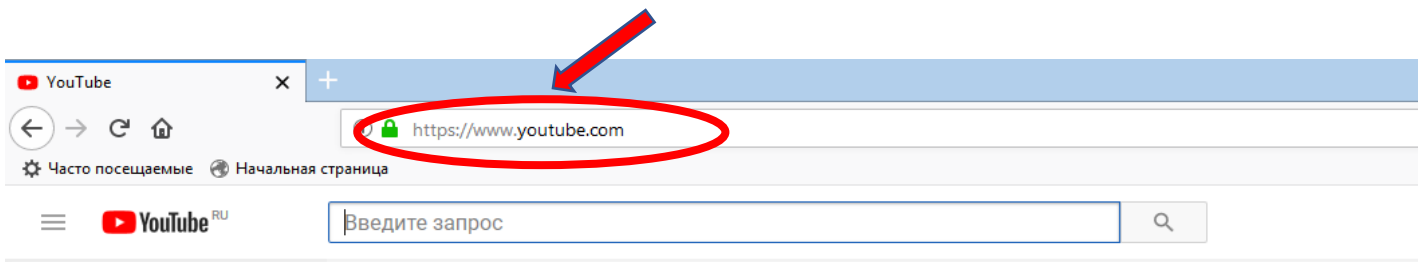 YouTube
https://www.youtube.com
Часто посещаемые Начальная страница
YouTube RU
Введите запрос